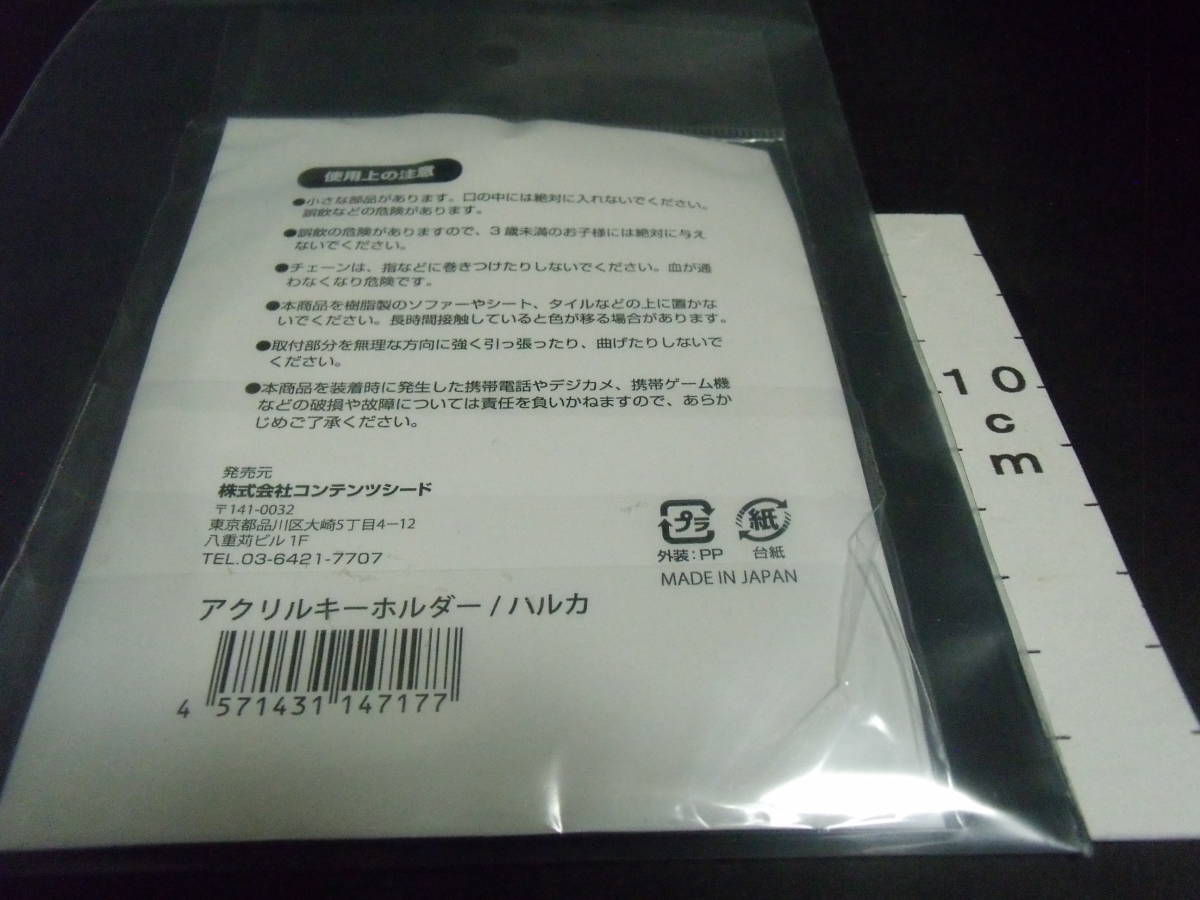 使用上の注意
●小さな部品があります。口の中には絶対に入れないでください。
誤飲などの危険があります。
●誤飲の危険がありますので、3歳未満のお子様には絶対に与え
ないでください。
●チェーンは、指などに巻きつけたりしないでください。血が通
わなくなり危険です。
●本商品を樹脂製のソファーやシート、タイルなどの上に置かな
いでください。長時間接触していると色が移る場合があります。
●取付部分を無理な方向に強く引っ張ったり、曲げたりしないで
ください。
●本商品を装着時に発生した携帯電話やデジカメ、携帯ゲーム機
などの破損や故障については責任を負いかねますので、あらか
じめご了承ください。
発売元
株式会社コンテンツシード
〒141-0032
東京都品川区大崎5丁目4−12
八重苅ビル 1F
TEL.03-6421-7707
プラ
紙
外装:PP
台紙
MADE IN JAPAN
アクリルキーホルダー / ハルカ
4 571431 147177
10
c
m